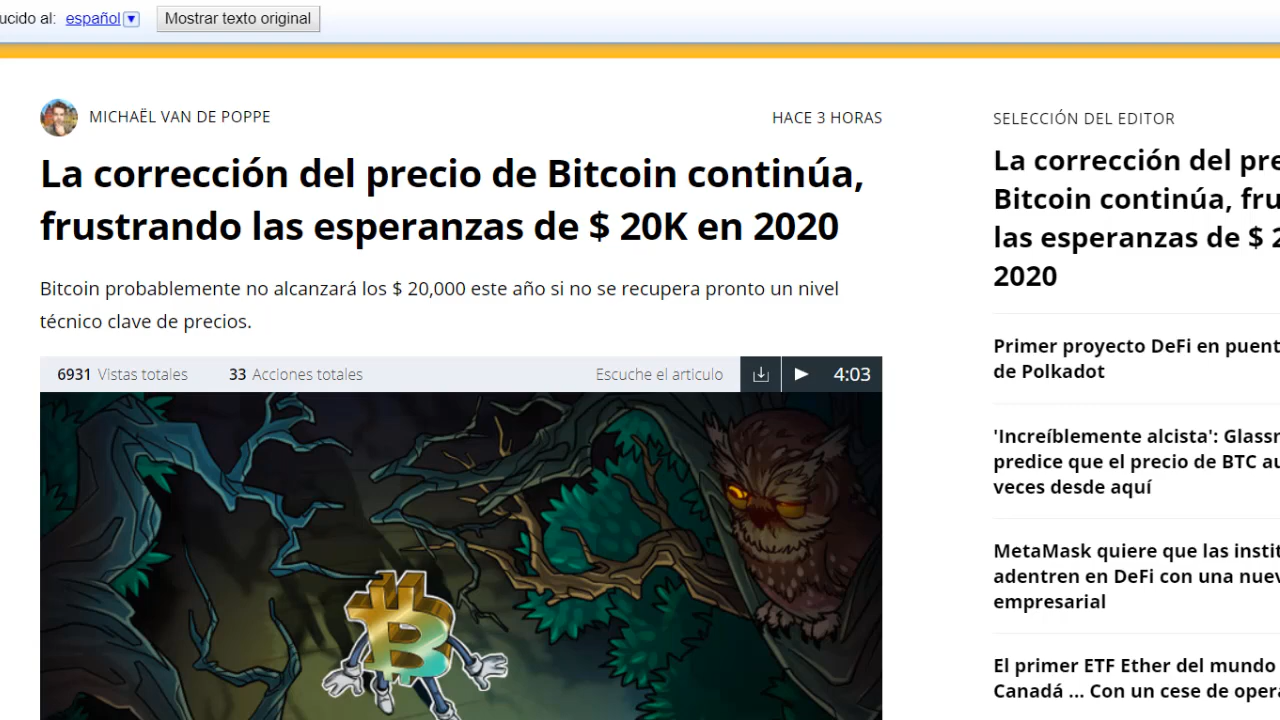 ucido al: español Mostrar texto original
MICHAËL VAN DE POPPE
HACE 3 HORAS
La corrección del precio de Bitcoin continúa,
frustrando las esperanzas de $ 20K en 2020
Bitcoin probablemente no alcanzará los $ 20,000 este año si no se recupera pronto un nivel
técnico clave de precios.
6931 Vistas totales 33 Acciones totales Escuche el articulo 4:03
SELECCIÓN DEL EDITOR
La corrección del pre
Bitcoin continúa, fru
las esperanzas de $ 2
2020
Primer proyecto DeFi en puent
de Polkadot
'Increíblemente alcista': Glassn
predice que el precio de BTC au
veces desde aquí
MetaMask quiere que las instit
adentren en DeFi con una nuev
empresarial
El primer ETF Ether del mundo
Canadá ... Con un cese de opera